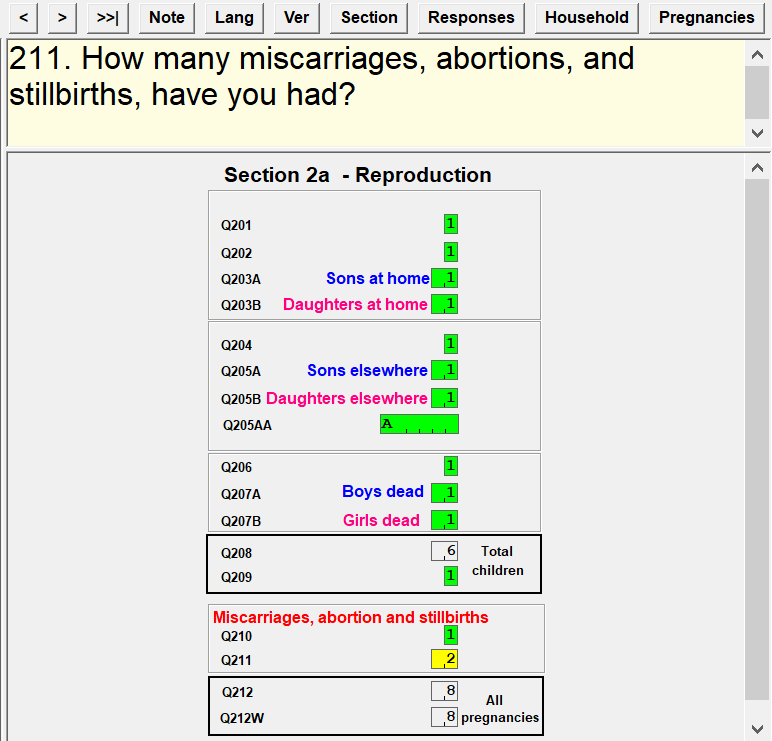 < > >>| Note Lang Ver Section Responses Household Pregnancies
211. How many miscarriages, abortions, and
stillbirths, have you had?
Section 2a - Reproduction
Q201 1
Q202 1
Q203A Sons at home 1
Q203B Daughters at home 1
Q204 1
Q205A Sons elsewhere 1
Q205B Daughters elsewhere 1
Q205AA A
Q206 1
Q207A Boys dead 1
Q207B Girls dead 1
Q208 6 Total
Q209 1 children
Miscarriages, abortion and stillbirths
Q210 1
Q211 2
Q212 8 All
Q212W 8 pregnancies